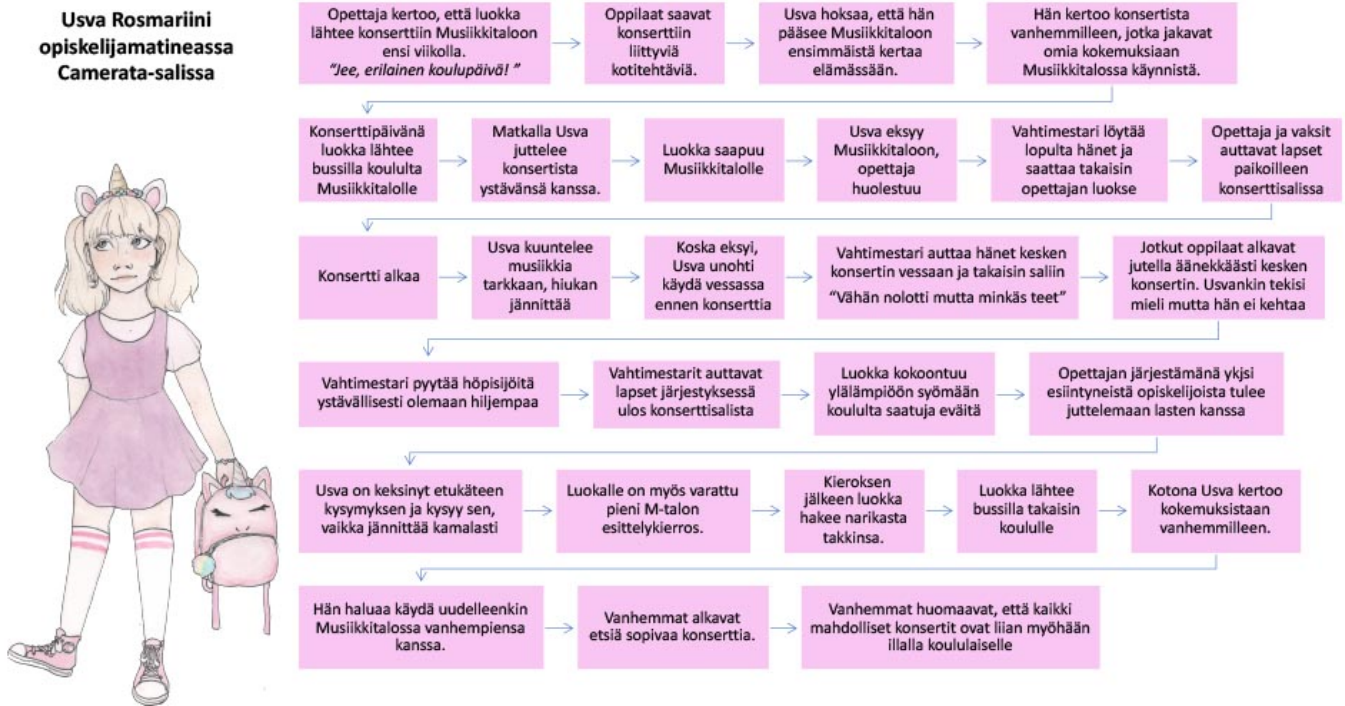 Usva Rosmariini
opiskelijamatineassa
Camerata-salissa
Opettaja kertoo, että luokka
lähtee konserttiin Musiikkitaloon
ensi viikolla.
“Jee, erilainen koulupäivä! ”
Oppilaat saavat
konserttiin
liittyviä
kotitehtäviä.
Usva hoksaa, että hän
pääsee Musiikkitaloon
ensimmäistä kertaa
elämässään.
Hän kertoo konsertista
vanhemmilleen, jotka jakavat
omia kokemuksiaan
Musiikkitalossa käynnistä.
Konserttipäivänä
luokka lähtee
bussilla koululta
Musiikkitalolle
Matkalla Usva
juttelee
konsertista
ystävänsä kanssa.
Luokka saapuu
Musiikkitalolle
Usva eksyy
Musiikkitaloon,
opettaja
huolestuu
Vahtimestari löytää
lopulta hänet ja
saattaa takaisin
opettajan luokse
Opettaja ja vaksit
auttavat lapset
paikoilleen
konserttisalissa
Konsertti alkaa
Usva kuuntelee
musiikkia
tarkkaan, hiukan
jännittää
Koska eksyi,
Usva unohti
käydä vessassa
ennen konserttia
Vahtimestari auttaa hänet kesken
konsertin vessaan ja takaisin saliin
“Vähän nolotti mutta minkäs teet”
Jotkut oppilaat alkavat
jutella äänekkäästi kesken
konsertin. Usvankin tekisi
mieli mutta hän ei kehtaa
Vahtimestari pyytää höpisijöitä
ystävällisesti olemaan hiljempaa
Vahtimestarit auttavat
lapset järjestyksessä
ulos konserttisalista
Luokka kokoontuu
ylälämpiöön syömään
koululta saatuja eväitä
Opettajan järjestämänä ykjsi
esiintyneistä opiskelijoista tulee
juttelemaan lasten kanssa
Usva on keksinyt etukäteen
kysymyksen ja kysyy sen,
vaikka jännittää kamalasti
Luokalle on myös varattu
pieni M-talon
esittelykierros.
Kieroksen
jälkeen luokka
hakee narikasta
takkinsa.
Luokka lähtee
bussilla takaisin
koululle
Kotona Usva kertoo
kokemuksistaan
vanhemmilleen.
Hän haluaa käydä uudelleenkin
Musiikkitalossa vanhempiensa
kanssa.
Vanhemmat alkavat
etsiä sopivaa konserttia.
Vanhemmat huomaavat, että kaikki
mahdolliset konsertit ovat liian myöhään
illalla koululaiselle